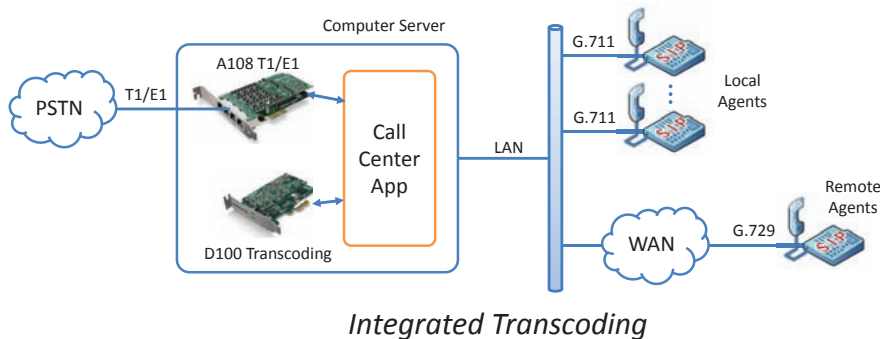 Computer Server
A108 T1/E1
PSTN
T1/E1
Call
Center
App
D100 Transcoding
LAN
G.711
S.I.P
Local
Agents
G.711
S.I.P
WAN
G.729
S.I.P
Remote
Agents
Integrated Transcoding